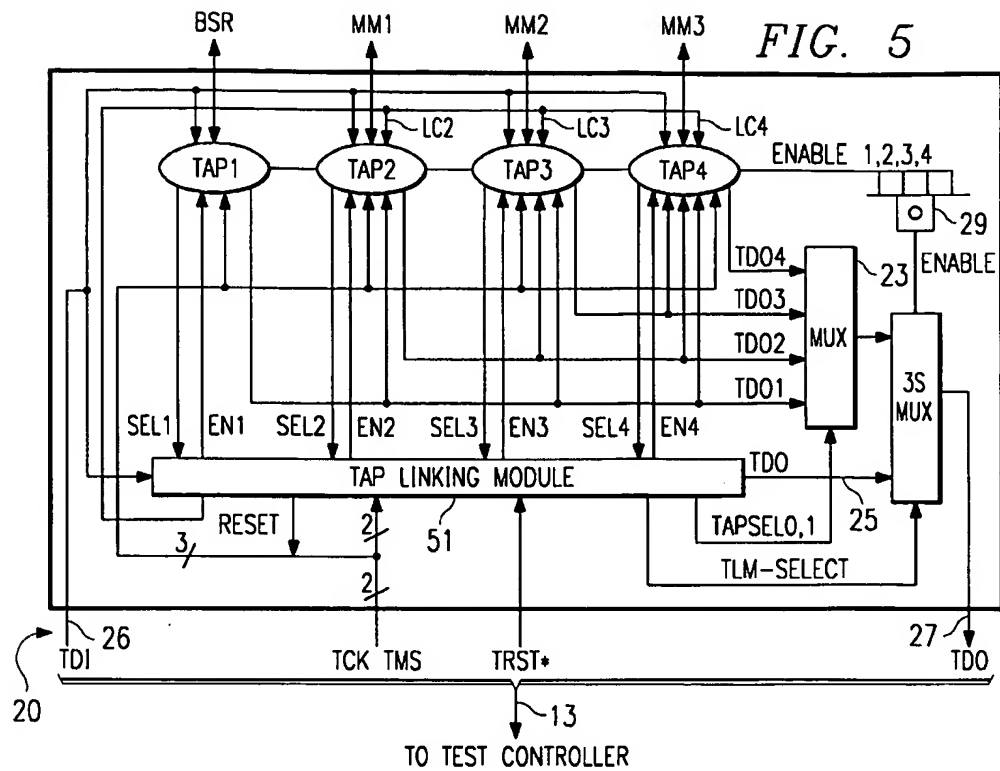 BSR MM1 MM2 MM3 FIG. 5
LC2 LC3 LC4
TAP1 TAP2 TAP3 TAP4 ENABLE 1,2,3,4
29
ENABLE
TDO4 23
TDO3
MUX
TDO2
3S
MUX
TDO1
SEL1 EN1 SEL2 EN2 SEL3 EN3 SEL4 EN4
TAP LINKING MODULE TDO
RESET 2 51 TAPSEL0,1 25
3
TLM-SELECT
2
26 27
TDI TCK TMS TRST* TDO
20
13
TO TEST CONTROLLER